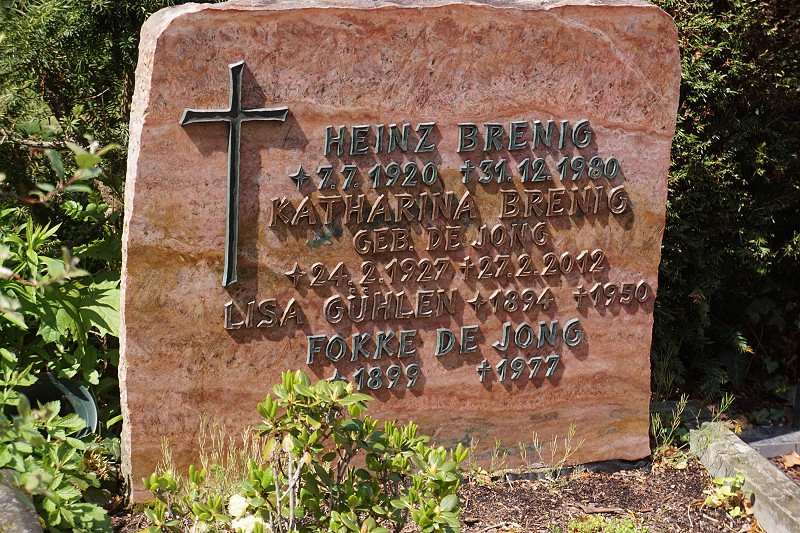 HEINZ BRENIG
✶7.7.1920 ✝31.12.1980
KATHARINA BRENIG
GEB. DE JONG
✶24.2.1927 ✝27.2.2012
LISA GÜHLEN ✶1894 ✝1950
FOKKE DE JONG
✶1899 ✝1977